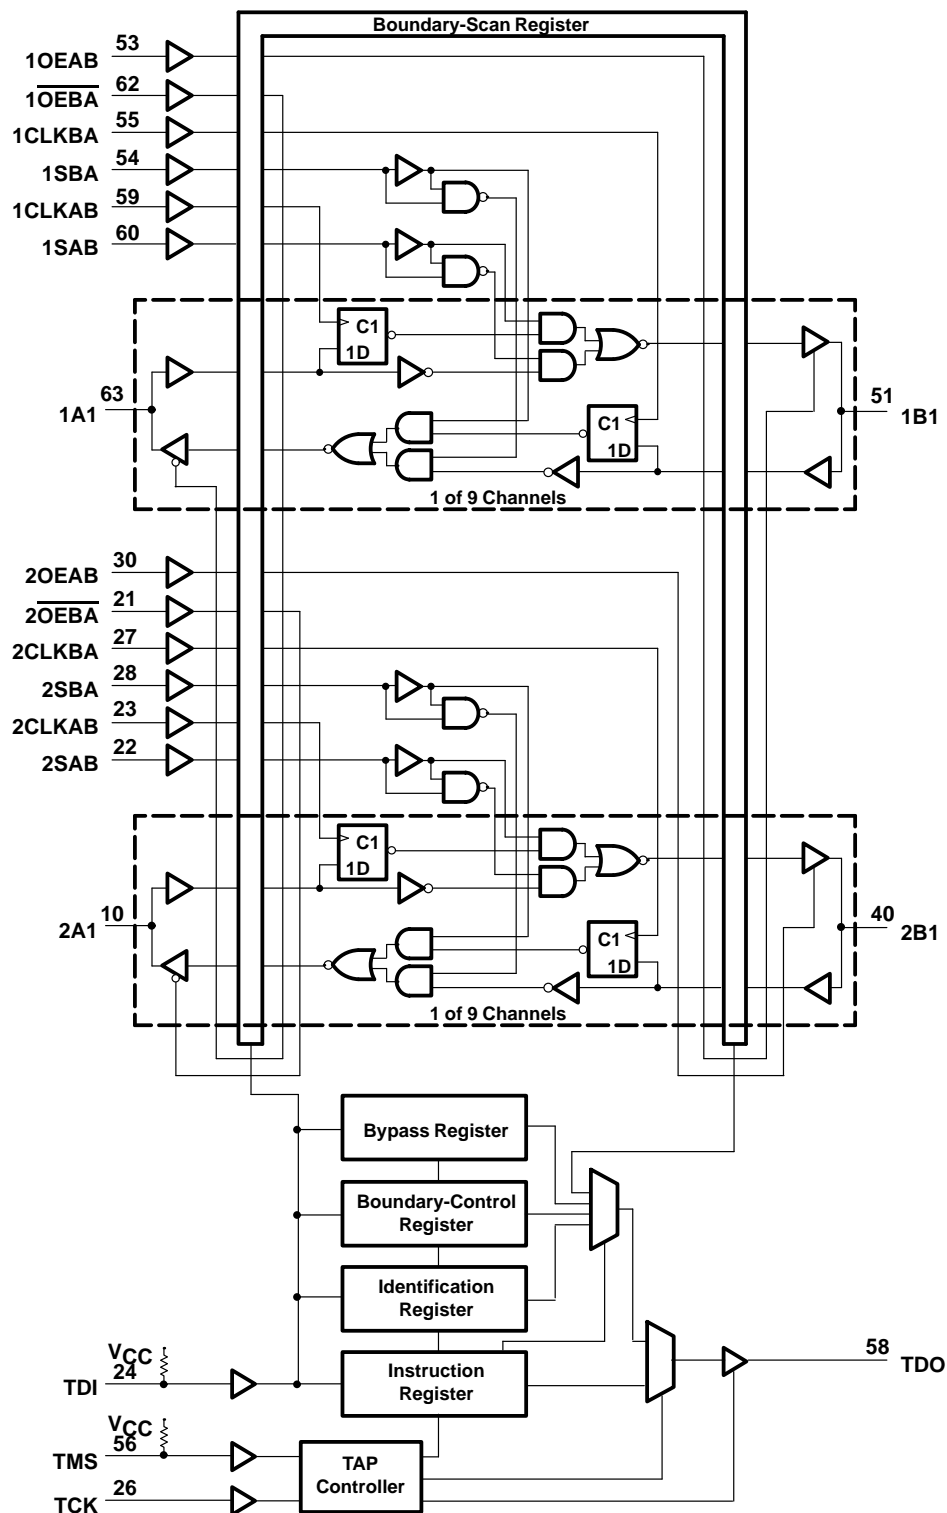 Boundary-Scan Register
53
1OEAB
62
1OEBA
55
1CLKBA
54
1SBA
59
1CLKAB
60
1SAB
C1
1D
63
1A1
51
1B1
C1
1D
1 of 9 Channels
30
2OEAB
21
2OEBA
27
2CLKBA
28
2SBA
23
2CLKAB
22
2SAB
C1
1D
10
2A1
40
2B1
C1
1D
1 of 9 Channels
Bypass Register
Boundary-Control
Register
Identification
Register
VCC
24
TDI
Instruction
Register
58
TDO
VCC
56
TMS
TAP
Controller
26
TCK